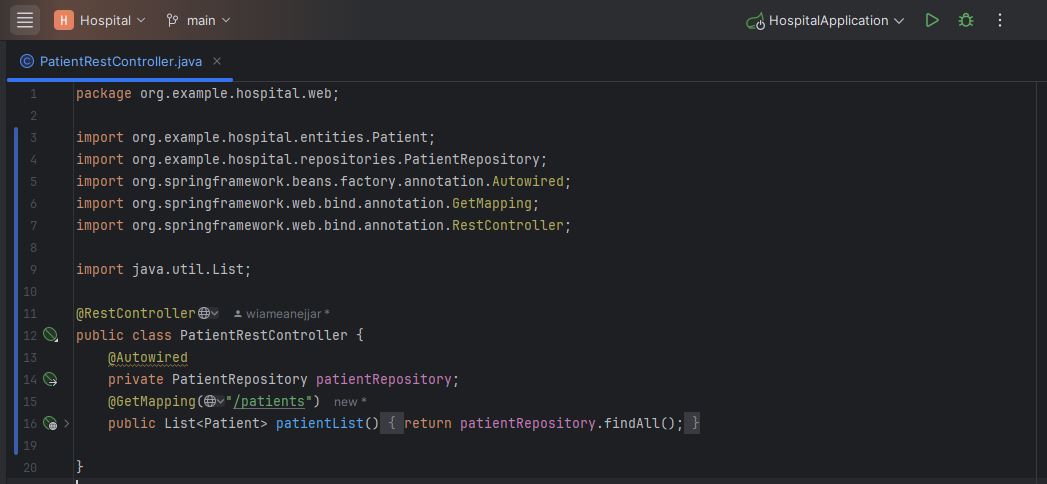 H Hospital main HospitalApplication
PatientRestController.java
1 package org.example.hospital.web;
2
3 import org.example.hospital.entities.Patient;
4 import org.example.hospital.repositories.PatientRepository;
5 import org.springframework.beans.factory.annotation.Autowired;
6 import org.springframework.web.bind.annotation.GetMapping;
7 import org.springframework.web.bind.annotation.RestController;
8
9 import java.util.List;
10
11 @RestController wiameanejjar *
12 public class PatientRestController {
13 @Autowired
14 private PatientRepository patientRepository;
15 @GetMapping("/patients") new *
16 public List<Patient> patientList() { return patientRepository.findAll(); }
19
20 }